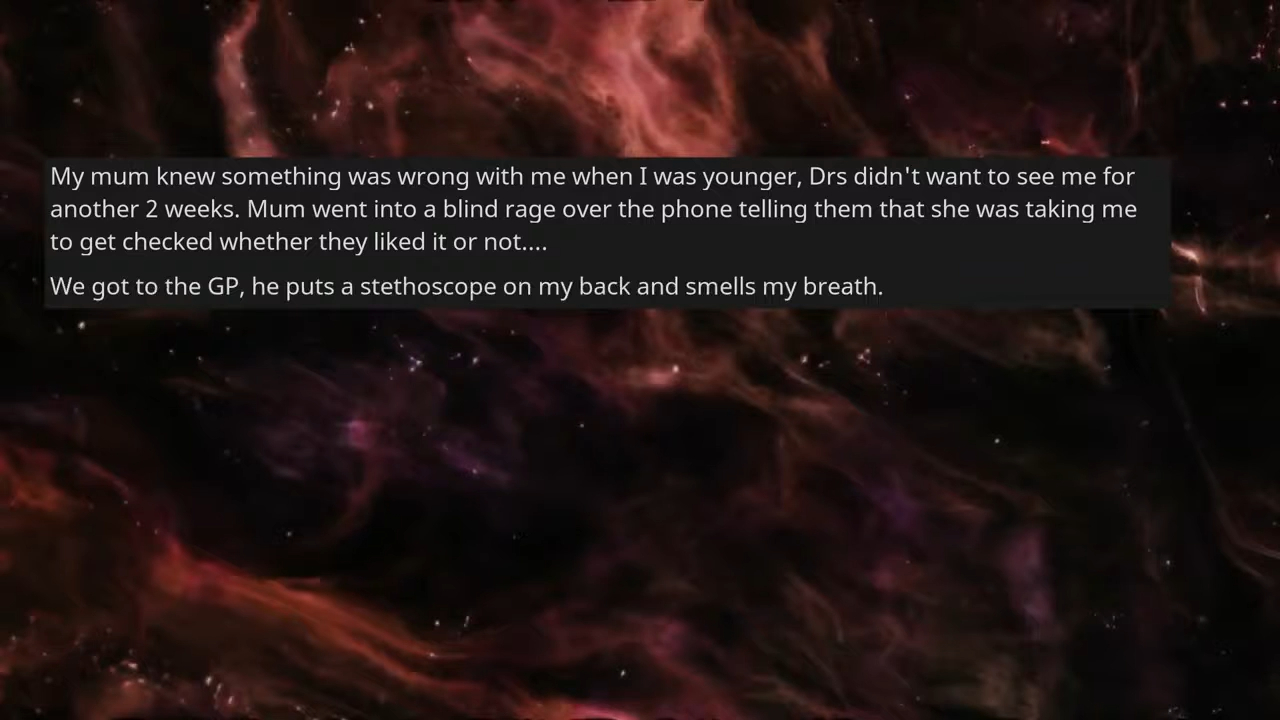 My mum knew something was wrong with me when I was younger, Drs didn't want to see me for
another 2 weeks. Mum went into a blind rage over the phone telling them that she was taking me
to get checked whether they liked it or not....
We got to the GP, he puts a stethoscope on my back and smells my breath.